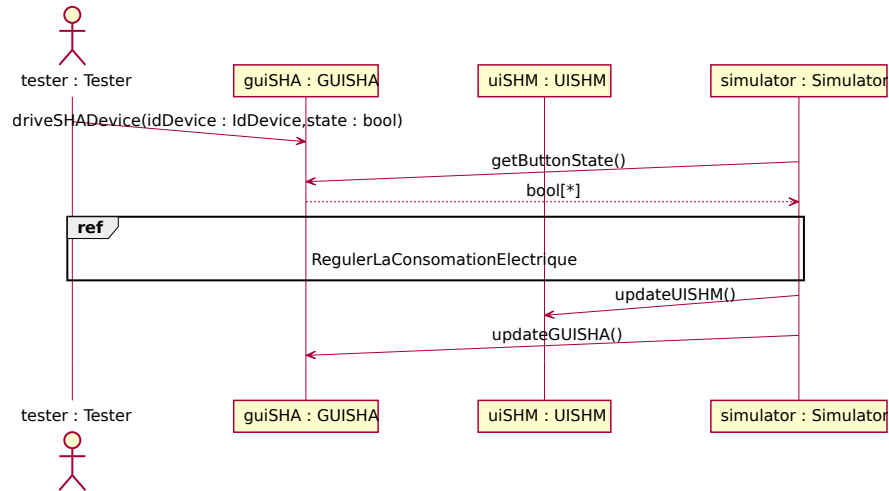 tester : Tester
guiSHA : GUISHA
uiSHM : UISHM
simulator : Simulator
driveSHADevice(idDevice : IdDevice,state : bool)
getButtonState()
bool[*]
ref
RegulerLaConsomationElectrique
updateUISHM()
updateGUISHA()
tester : Tester
guiSHA : GUISHA
uiSHM : UISHM
simulator : Simulator